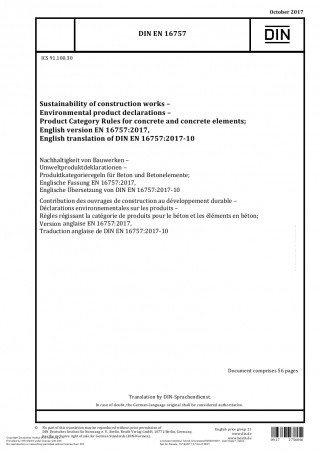 October 2017
DIN EN 16757
DIN
ICS 91.100.30
Sustainability of construction works –
Environmental product declarations –
Product Category Rules for concrete and concrete elements;
English version EN 16757:2017,
English translation of DIN EN 16757:2017-10
Nachhaltigkeit von Bauwerken –
Umweltproduktdeklarationen –
Produktkategorieregeln für Beton und Betonelemente;
Englische Fassung EN 16757:2017,
Englische Übersetzung von DIN EN 16757:2017-10
Contribution des ouvrages de construction au développement durable –
Déclarations environnementales sur les produits –
Règles régissant la catégorie de produits pour le béton et les éléments en béton;
Version anglaise EN 16757:2017,
Traduction anglaise de DIN EN 16757:2017-10
Document comprises 56 pages
Translation by DIN-Sprachendienst.
In case of doubt, the German-language original shall be considered authoritative.
No part of this translation may be reproduced without prior permission of
DIN Deutsches Institut für Normung e. V., Berlin. Beuth Verlag GmbH, 10772 Berlin, Germany,
has the exclusive right of sale for German Standards (DIN-Normen).
English price group 21
www.din.de
www.beuth.de